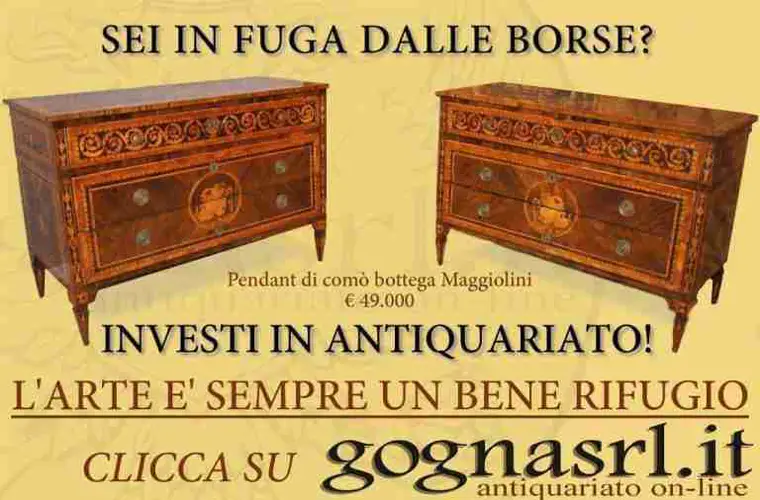 SEI IN FUGA DALLE BORSE?
Pendant di comò bottega Maggiolini
€ 49.000
INVESTI IN ANTIQUARIATO!
L'ARTE E' SEMPRE UN BENE RIFUGIO
CLICCA SU gognasrl.it
antiquariato on-line